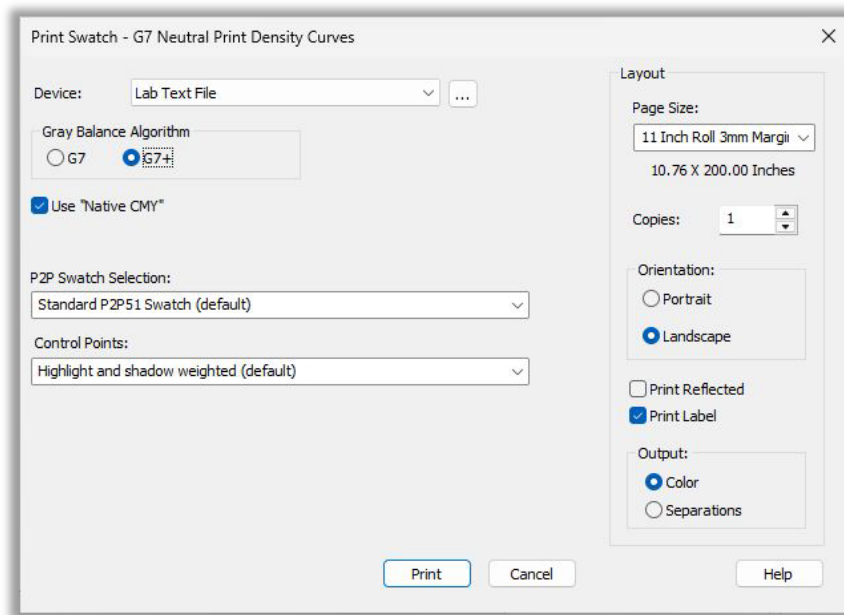 Print Swatch - G7 Neutral Print Density Curves
Device:
Lab Text File
...
Gray Balance Algorithm
G7
G7+
Use "Native CMY"
P2P Swatch Selection:
Standard P2P51 Swatch (default)
Control Points:
Highlight and shadow weighted (default)
Layout
Page Size:
11 Inch Roll 3mm Margin
10.76 X 200.00 Inches
Copies:
1
Orientation:
Portrait
Landscape
Print Reflected
Print Label
Output:
Color
Separations
Print
Cancel
Help